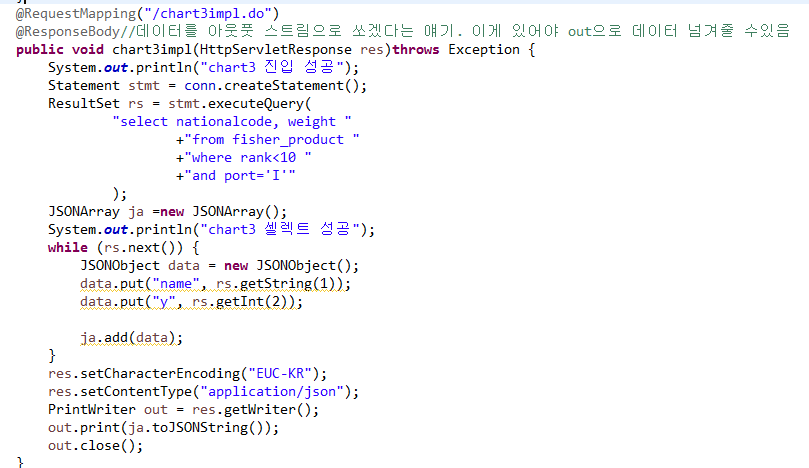 @RequestMapping("/chart3impl.do")
@ResponseBody//데이터를 아웃풋 스트림으로 쏘겠다는 얘기. 이게 있어야 out으로 데이터 넘겨줄 수있음
public void chart3impl(HttpServletResponse res)throws Exception {
System.out.println("chart3 진입 성공");
Statement stmt = conn.createStatement();
ResultSet rs = stmt.executeQuery(
"select nationalcode, weight "
+"from fisher_product "
+"where rank<10 "
+"and port='I'"
);
JSONArray ja =new JSONArray();
System.out.println("chart3 셀렉트 성공");
while (rs.next()) {
JSONObject data = new JSONObject();
data.put("name", rs.getString(1));
data.put("y", rs.getInt(2));
ja.add(data);
}
res.setCharacterEncoding("EUC-KR");
res.setContentType("application/json");
PrintWriter out = res.getWriter();
out.print(ja.toJSONString());
out.close();
}